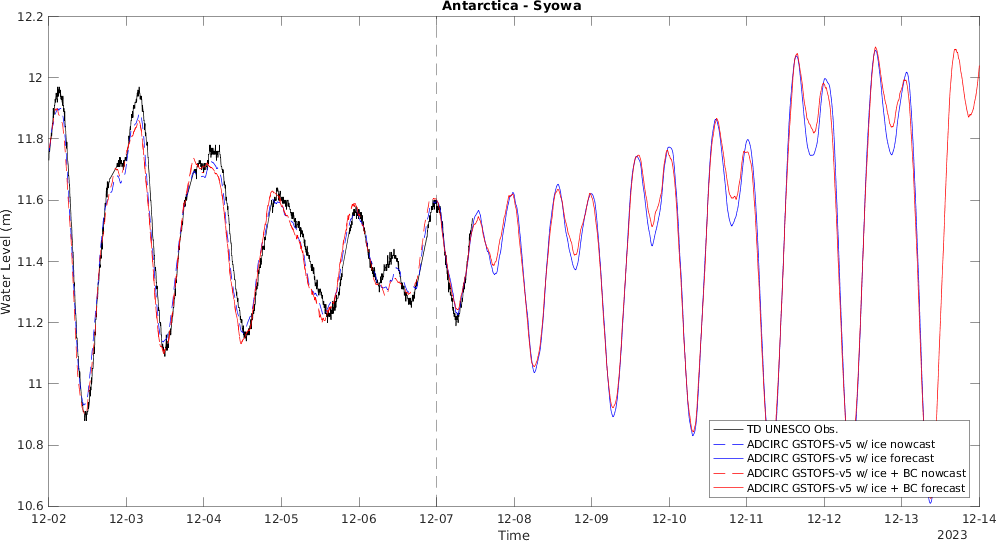 Antarctica - Syowa
12.2
12
11.8
11.6
11.4
11.2
11
10.8
10.6
Water Level (m)
TD UNESCO Obs.
ADCIRC GSTOFS-v5 w/ ice nowcast
ADCIRC GSTOFS-v5 w/ ice forecast
ADCIRC GSTOFS-v5 w/ ice + BC nowcast
ADCIRC GSTOFS-v5 w/ ice + BC forecast
12-02 12-03 12-04 12-05 12-06 12-07 12-08 12-09 12-10 12-11 12-12 12-13 12-14
Time
2023